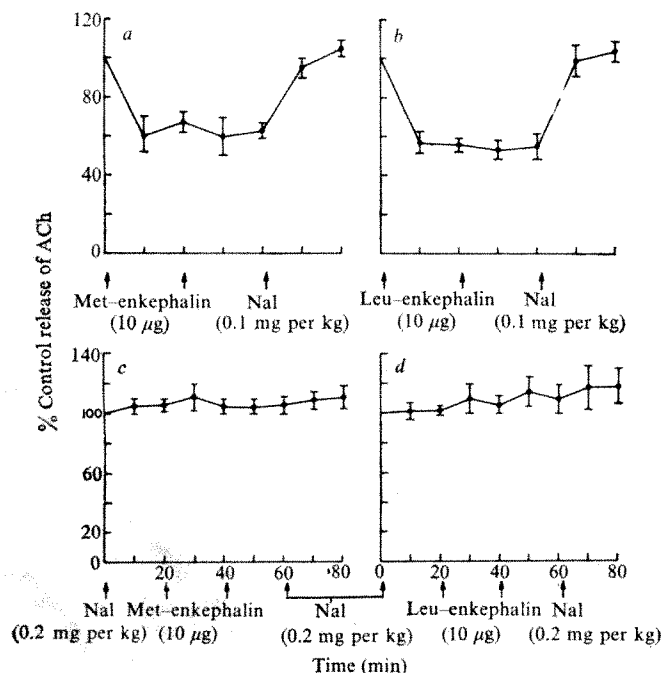 120
a
b
80
40
0
Met-enkephalin
(10 μg)
Nal
(0.1 mg per kg)
Leu-enkephalin
(10 μg)
Nal
(0.1 mg per kg)
% Control release of ACh
140
c
d
100
60
20
0
0 20 40 60 80
0 20 40 60 80
Nal
(0.2 mg per kg)
Met-enkephalin
(10 μg)
Nal
(0.2 mg per kg)
Leu-enkephalin
(10 μg)
Nal
(0.2 mg per kg)
Time (min)